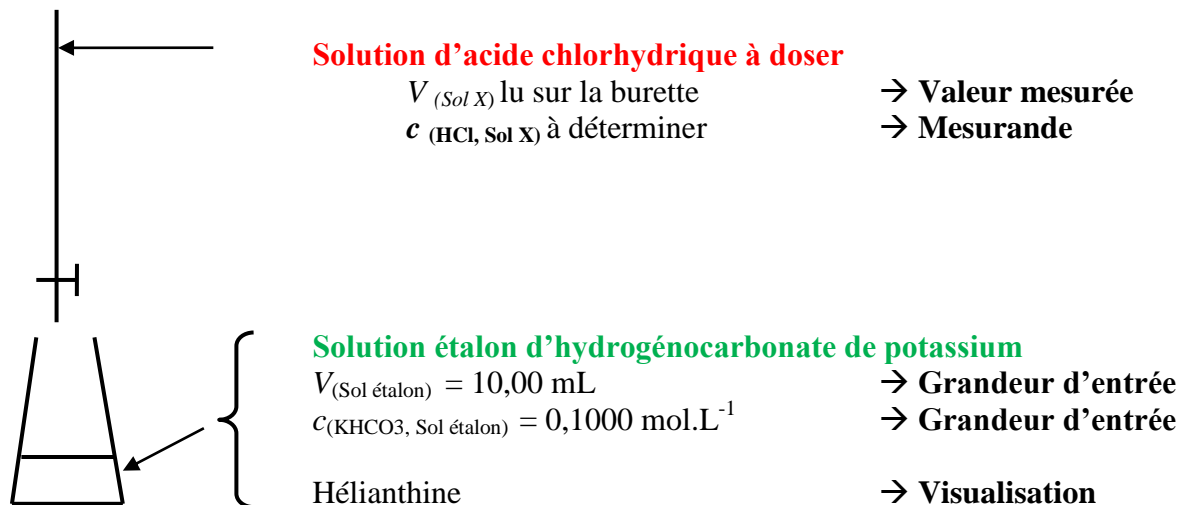 Solution d’acide chlorhydrique à doser
V (Sol X) lu sur la burette → Valeur mesurée
c (HCl, Sol X) à déterminer → Mesurande
Solution étalon d’hydrogénocarbonate de potassium
V(Sol étalon) = 10,00 mL → Grandeur d’entrée
c(KHCO3, Sol étalon) = 0,1000 mol.L-1 → Grandeur d’entrée
Hélianthine → Visualisation